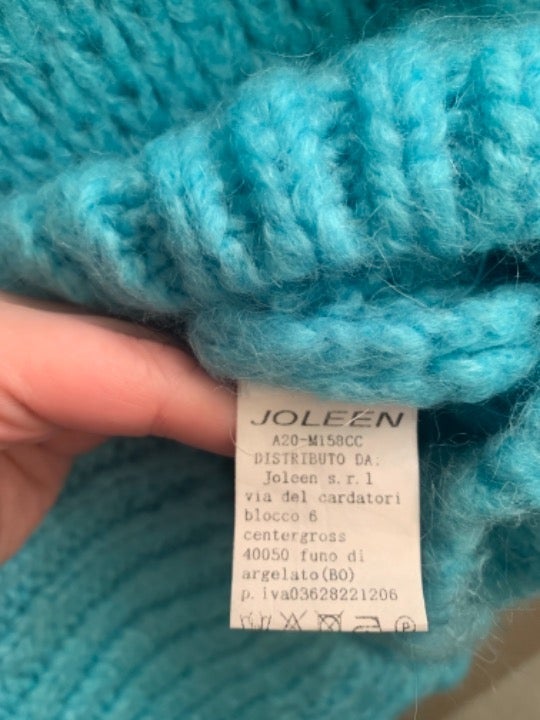 JOLEEN
A20-M158CC
DISTRIBUTO DA:
Joleen s.r.l
via del cardatori
blocco 6
centergross
40050 funo di
argelato(BO)
p.iva03628221206
P